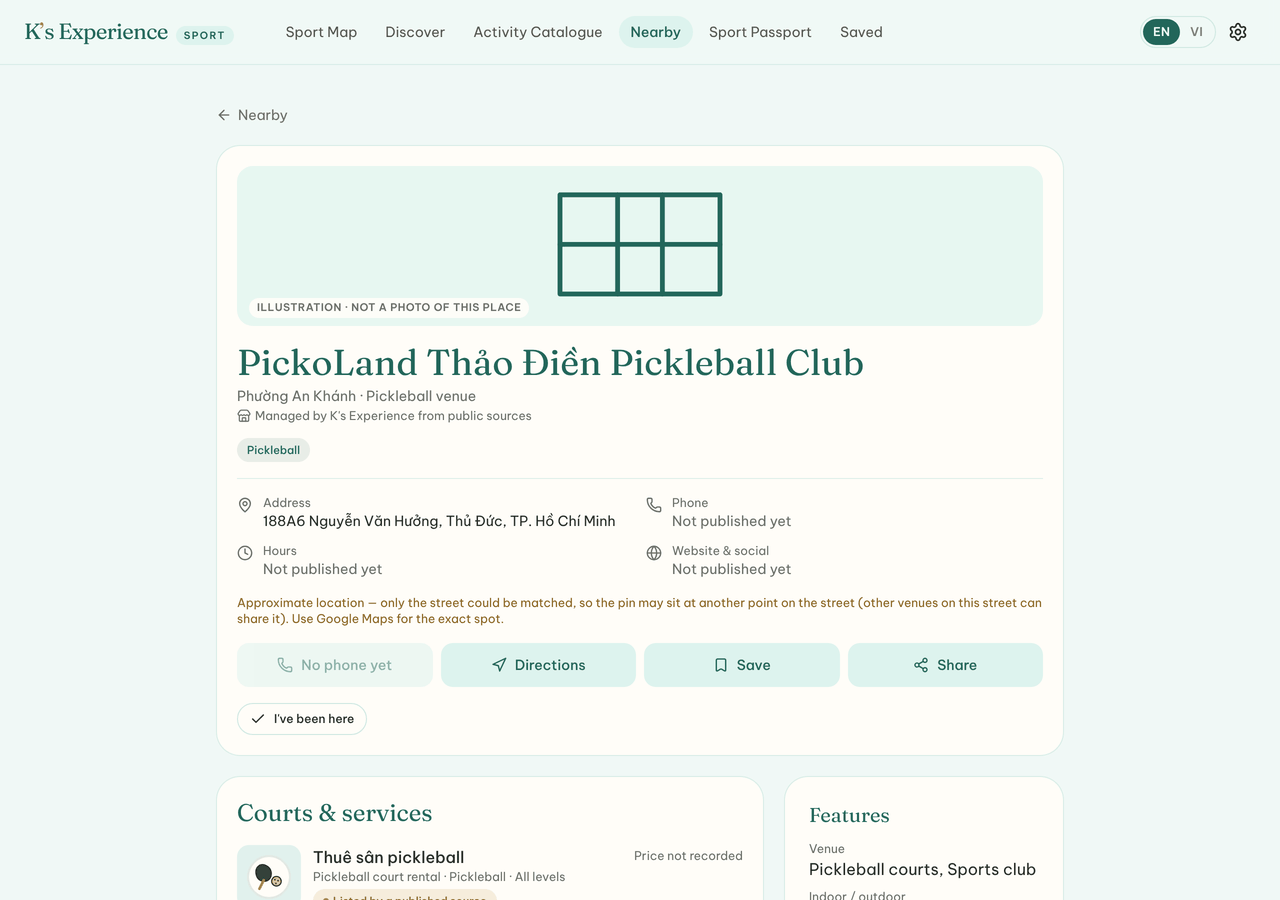 K's Experience SPORT
Sport Map
Discover
Activity Catalogue
Nearby
Sport Passport
Saved
EN
VI
Nearby
ILLUSTRATION · NOT A PHOTO OF THIS PLACE
PickoLand Thảo Điền Pickleball Club
Phường An Khánh · Pickleball venue
Managed by K's Experience from public sources
Pickleball
Address
188A6 Nguyễn Văn Hưởng, Thủ Đức, TP. Hồ Chí Minh
Phone
Not published yet
Hours
Not published yet
Website & social
Not published yet
Approximate location — only the street could be matched, so the pin may sit at another point on the street (other venues on this street can
share it). Use Google Maps for the exact spot.
No phone yet
Directions
Save
Share
I've been here
Courts & services
Thuê sân pickleball
Price not recorded
Pickleball court rental · Pickleball · All levels
Listed by a published source
Features
Venue
Pickleball courts, Sports club
Indoor / outdoor